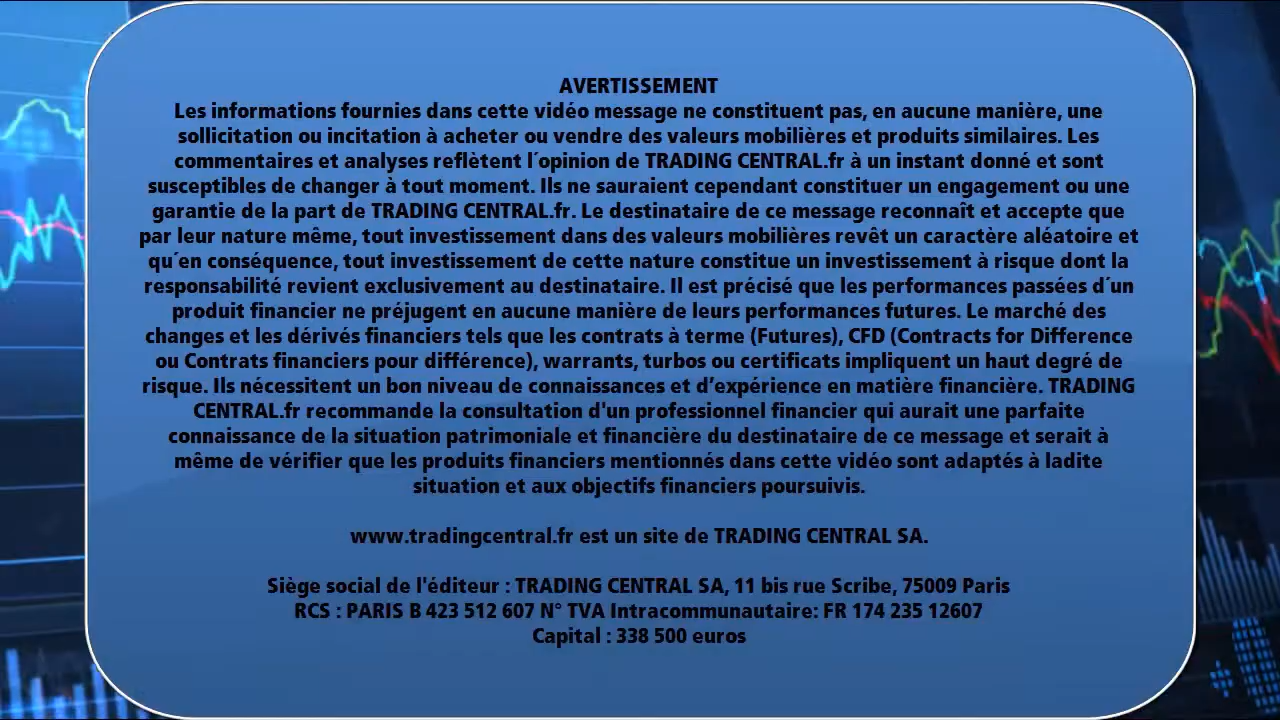 AVERTISSEMENT
Les informations fournies dans cette vidéo message ne constituent pas, en aucune manière, une
sollicitation ou incitation à acheter ou vendre des valeurs mobilières et produits similaires. Les
commentaires et analyses reflètent l´opinion de TRADING CENTRAL.fr à un instant donné et sont
susceptibles de changer à tout moment. Ils ne sauraient cependant constituer un engagement ou une
garantie de la part de TRADING CENTRAL.fr. Le destinataire de ce message reconnaît et accepte que
par leur nature même, tout investissement dans des valeurs mobilières revêt un caractère aléatoire et
qu´en conséquence, tout investissement de cette nature constitue un investissement à risque dont la
responsabilité revient exclusivement au destinataire. Il est précisé que les performances passées d´un
produit financier ne préjugent en aucune manière de leurs performances futures. Le marché des
changes et les dérivés financiers tels que les contrats à terme (Futures), CFD (Contracts for Difference
ou Contrats financiers pour différence), warrants, turbos ou certificats impliquent un haut degré de
risque. Ils nécessitent un bon niveau de connaissances et d’expérience en matière financière. TRADING
CENTRAL.fr recommande la consultation d'un professionnel financier qui aurait une parfaite
connaissance de la situation patrimoniale et financière du destinataire de ce message et serait à
même de vérifier que les produits financiers mentionnés dans cette vidéo sont adaptés à ladite
situation et aux objectifs financiers poursuivis.
www.tradingcentral.fr est un site de TRADING CENTRAL SA.
Siège social de l'éditeur : TRADING CENTRAL SA, 11 bis rue Scribe, 75009 Paris
RCS : PARIS B 423 512 607 N° TVA Intracommunautaire: FR 174 235 12607
Capital : 338 500 euros